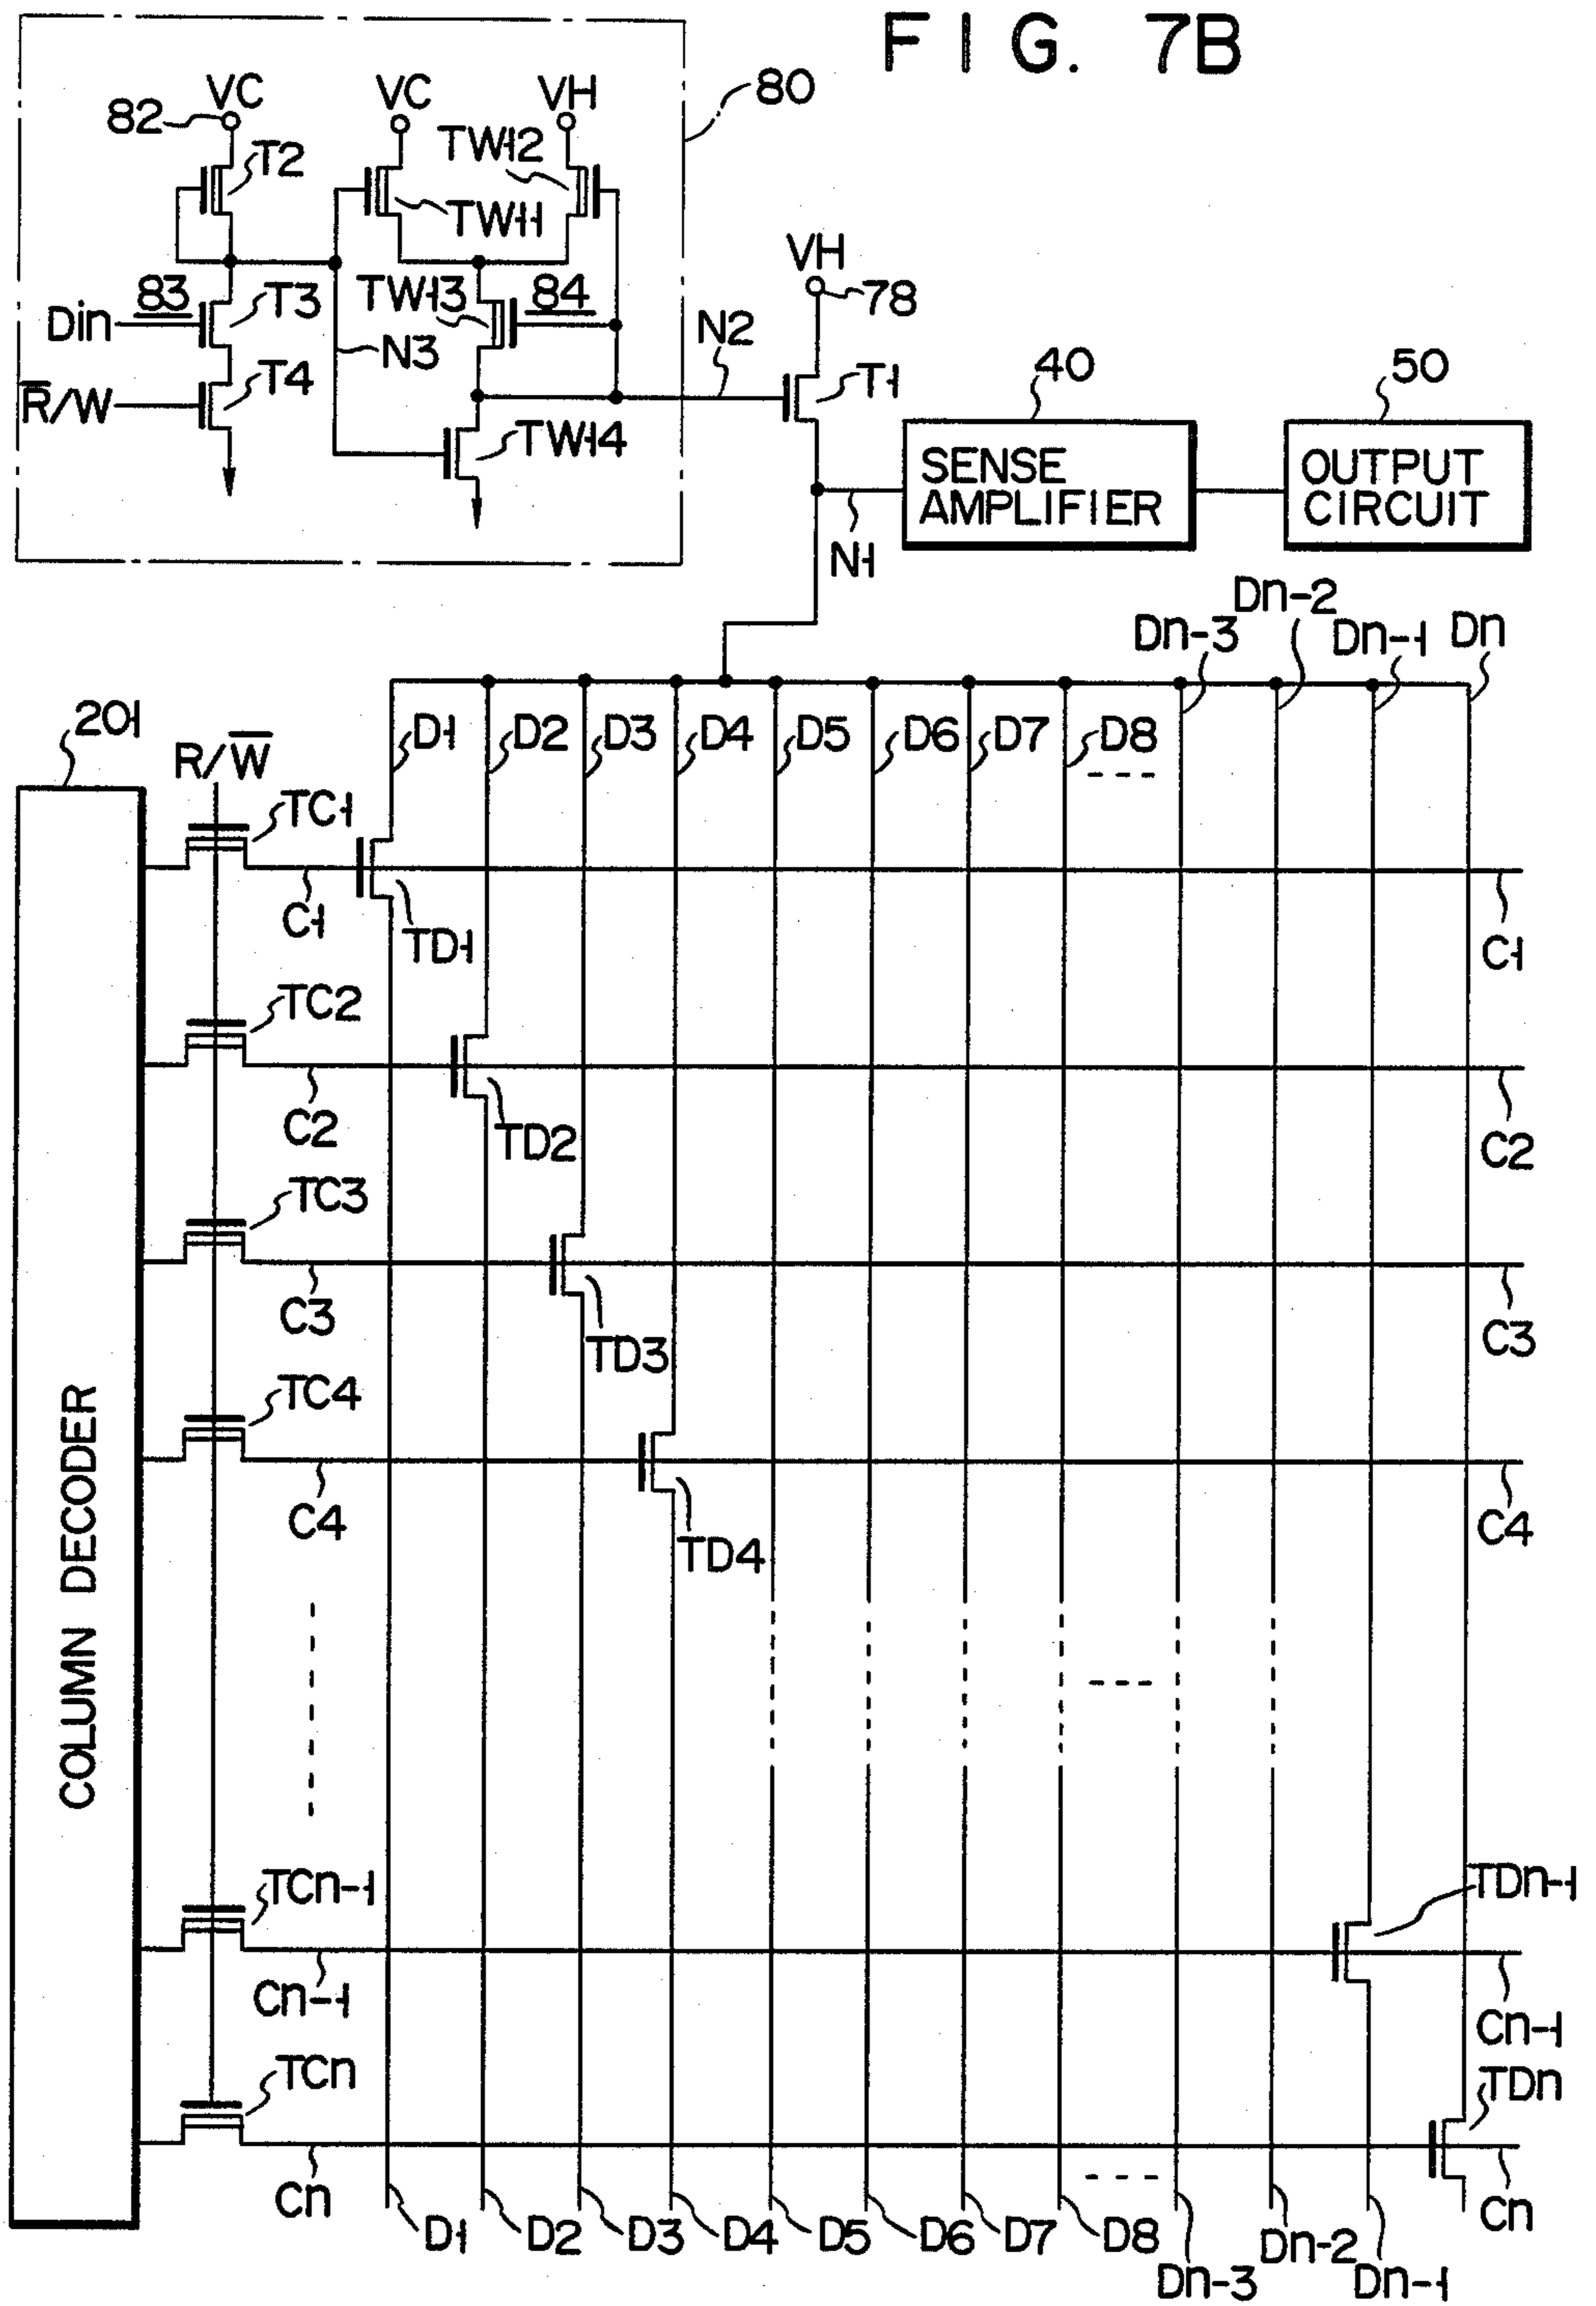 FIG. 7B
80
VC
82
T2
VC
VH
TW12
TW11
VH
78
Din
83
T3
TW13
84
N3
N2
T1
40
50
R̅/W
T4
TW14
SENSE
AMPLIFIER
OUTPUT
CIRCUIT
N1
Dn-3
Dn-2
Dn-1
Dn
201
R/W̅
D1
D2
D3
D4
D5
D6
D7
D8
TC1
C1
TD1
C1
TC2
C2
TD2
C2
TC3
C3
TD3
C3
TC4
C4
TD4
C4
COLUMN DECODER
TCn-1
TDn-1
Cn-1
Cn-1
TCn
TDn
Cn
Cn
D1
D2
D3
D4
D5
D6
D7
D8
Dn-3
Dn-2
Dn-1